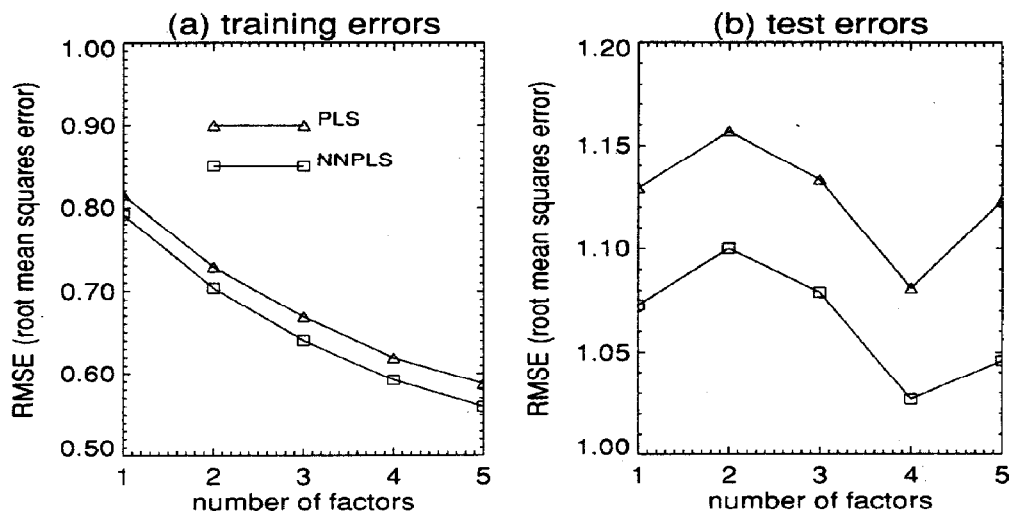 (a) training errors
RMSE (root mean squares error)
1.00
0.90
0.80
0.70
0.60
0.50
PLS
NNPLS
1 2 3 4 5
number of factors
(b) test errors
RMSE (root mean squares error)
1.20
1.15
1.10
1.05
1.00
1 2 3 4 5
number of factors